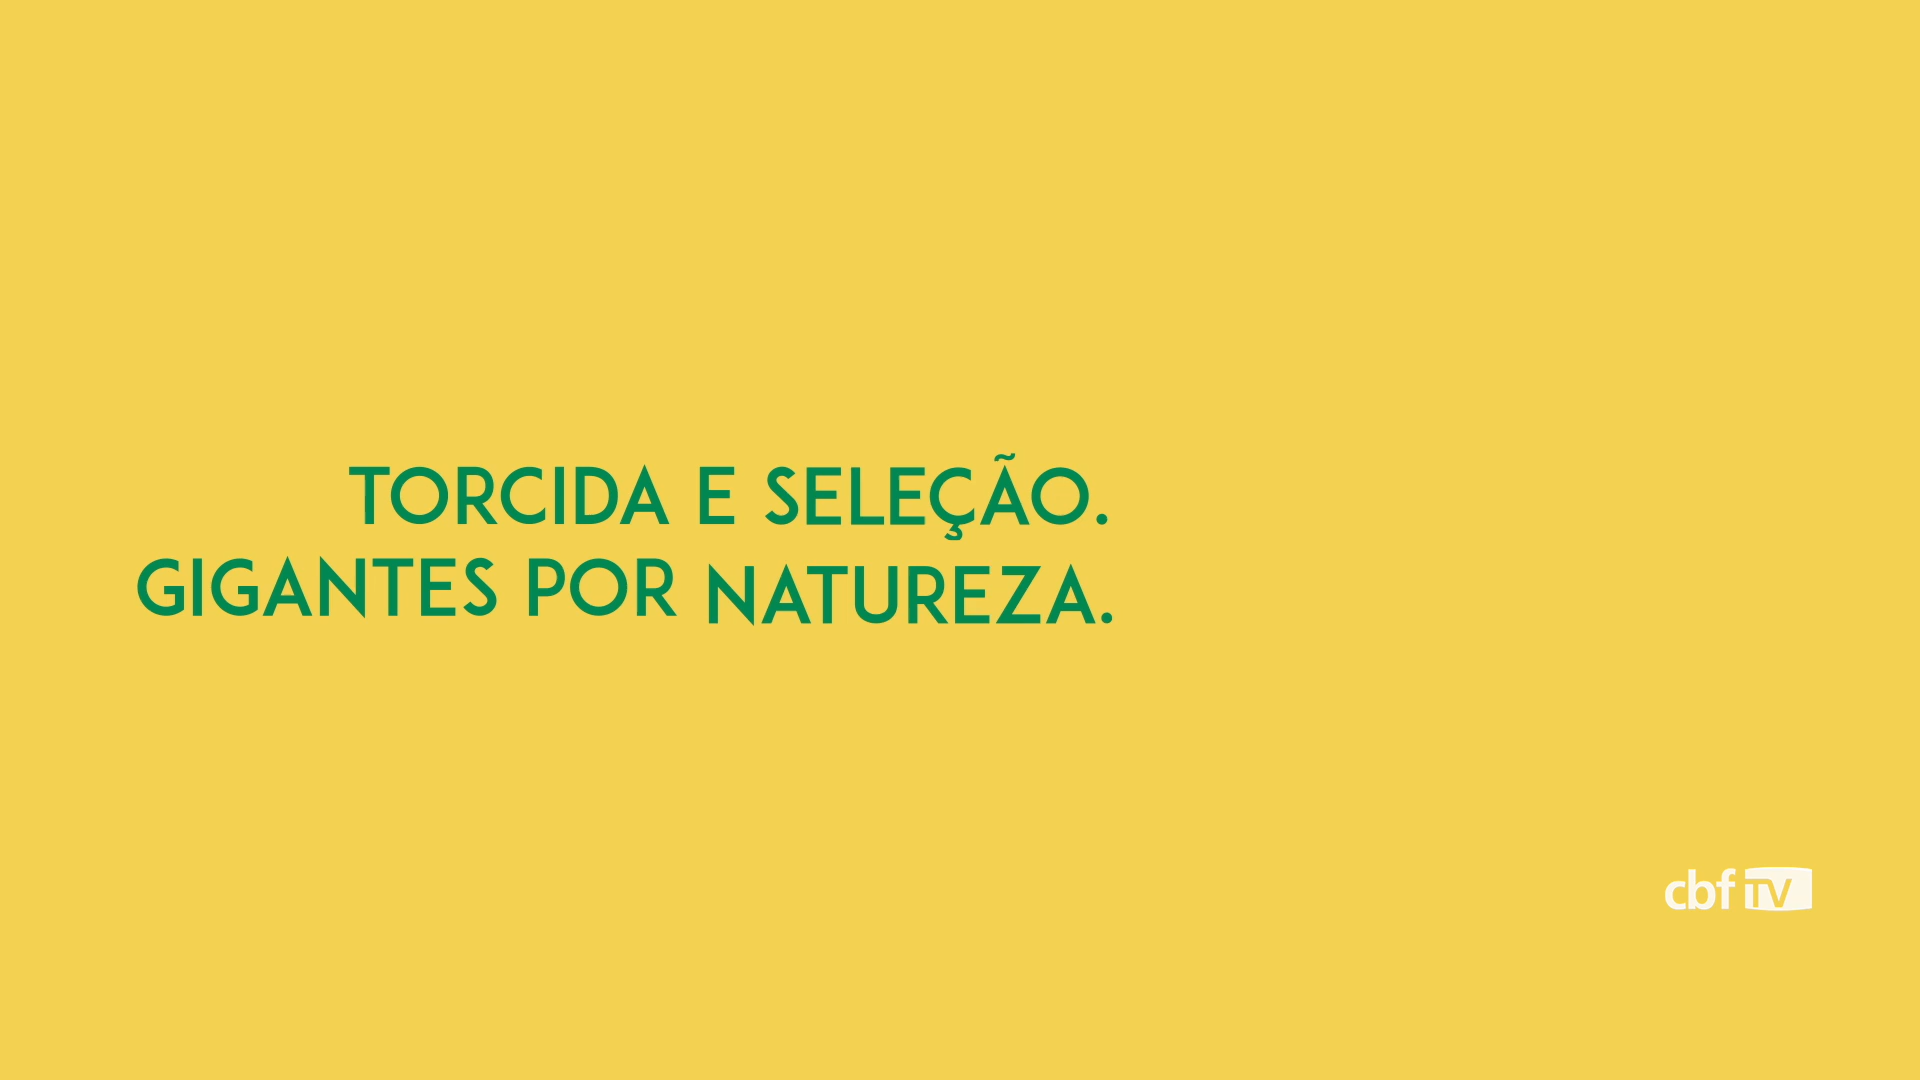 TORCIDA E SELEÇÃO.
GIGANTES POR NATUREZA.
cbf TV